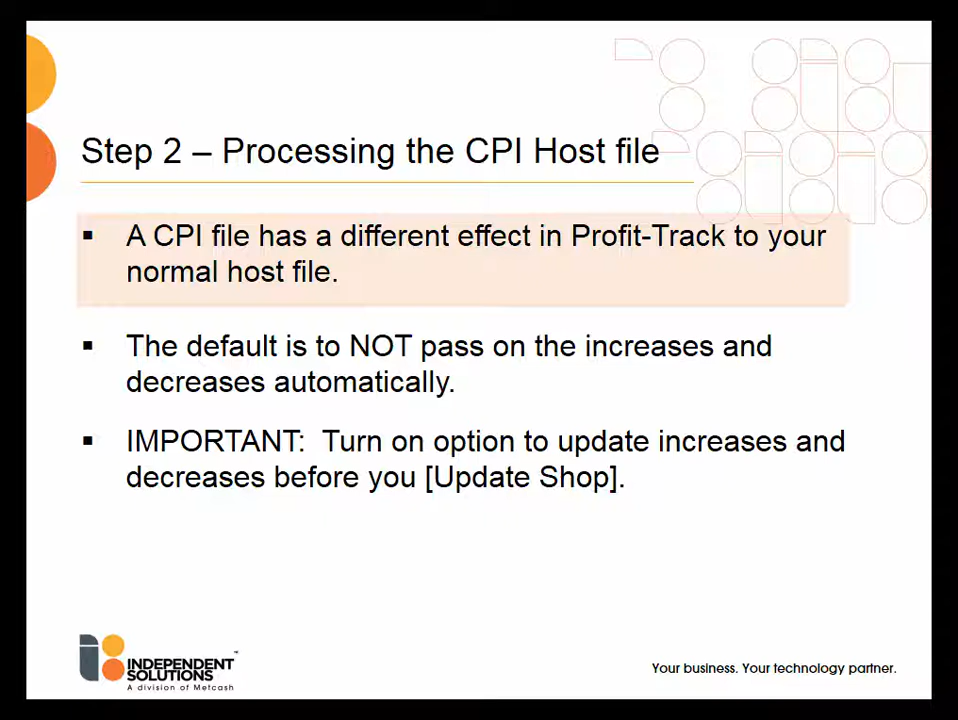 Step 2 – Processing the CPI Host file
▪ A CPI file has a different effect in Profit-Track to your
normal host file.
▪ The default is to NOT pass on the increases and
decreases automatically.
▪ IMPORTANT:  Turn on option to update increases and
decreases before you [Update Shop].
INDEPENDENT
SOLUTIONS
A division of Metcash
™
Your business. Your technology partner.